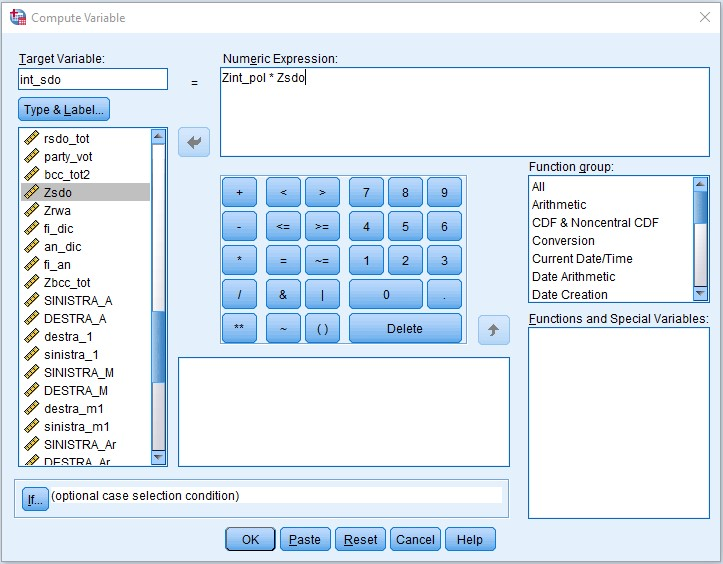 Compute Variable
Target Variable:
int_sdo
=
Numeric Expression:
Zint_pol * Zsdo
Type & Label...
rsdo_tot
party_vot
bcc_tot2
Zsdo
Zrwa
fi_dic
an_dic
fi_an
Zbcc_tot
SINISTRA_A
DESTRA_A
destra_1
sinistra_1
SINISTRA_M
DESTRA_M
destra_m1
sinistra_m1
SINISTRA_Ar
DESTRA_Ar
+ < > 7 8 9
- <= >= 4 5 6
* = ~= 1 2 3
/ & | 0 .
** ~ ( ) Delete
Function group:
All
Arithmetic
CDF & Noncentral CDF
Conversion
Current Date/Time
Date Arithmetic
Date Creation
Functions and Special Variables:
If... (optional case selection condition)
OK Paste Reset Cancel Help